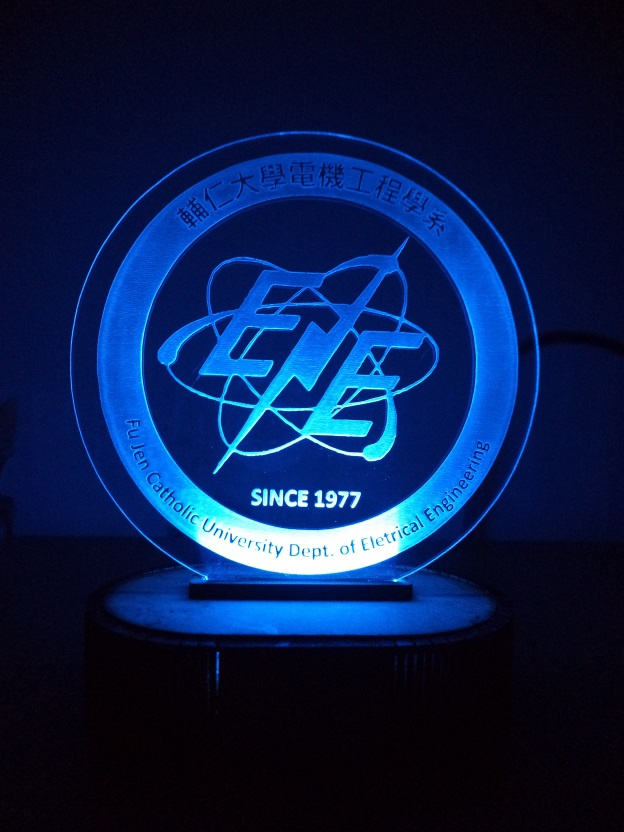 輔仁大學電機工程學系
EE
SINCE 1977
Fu Jen Catholic University Dept. of Eletrical Engineering